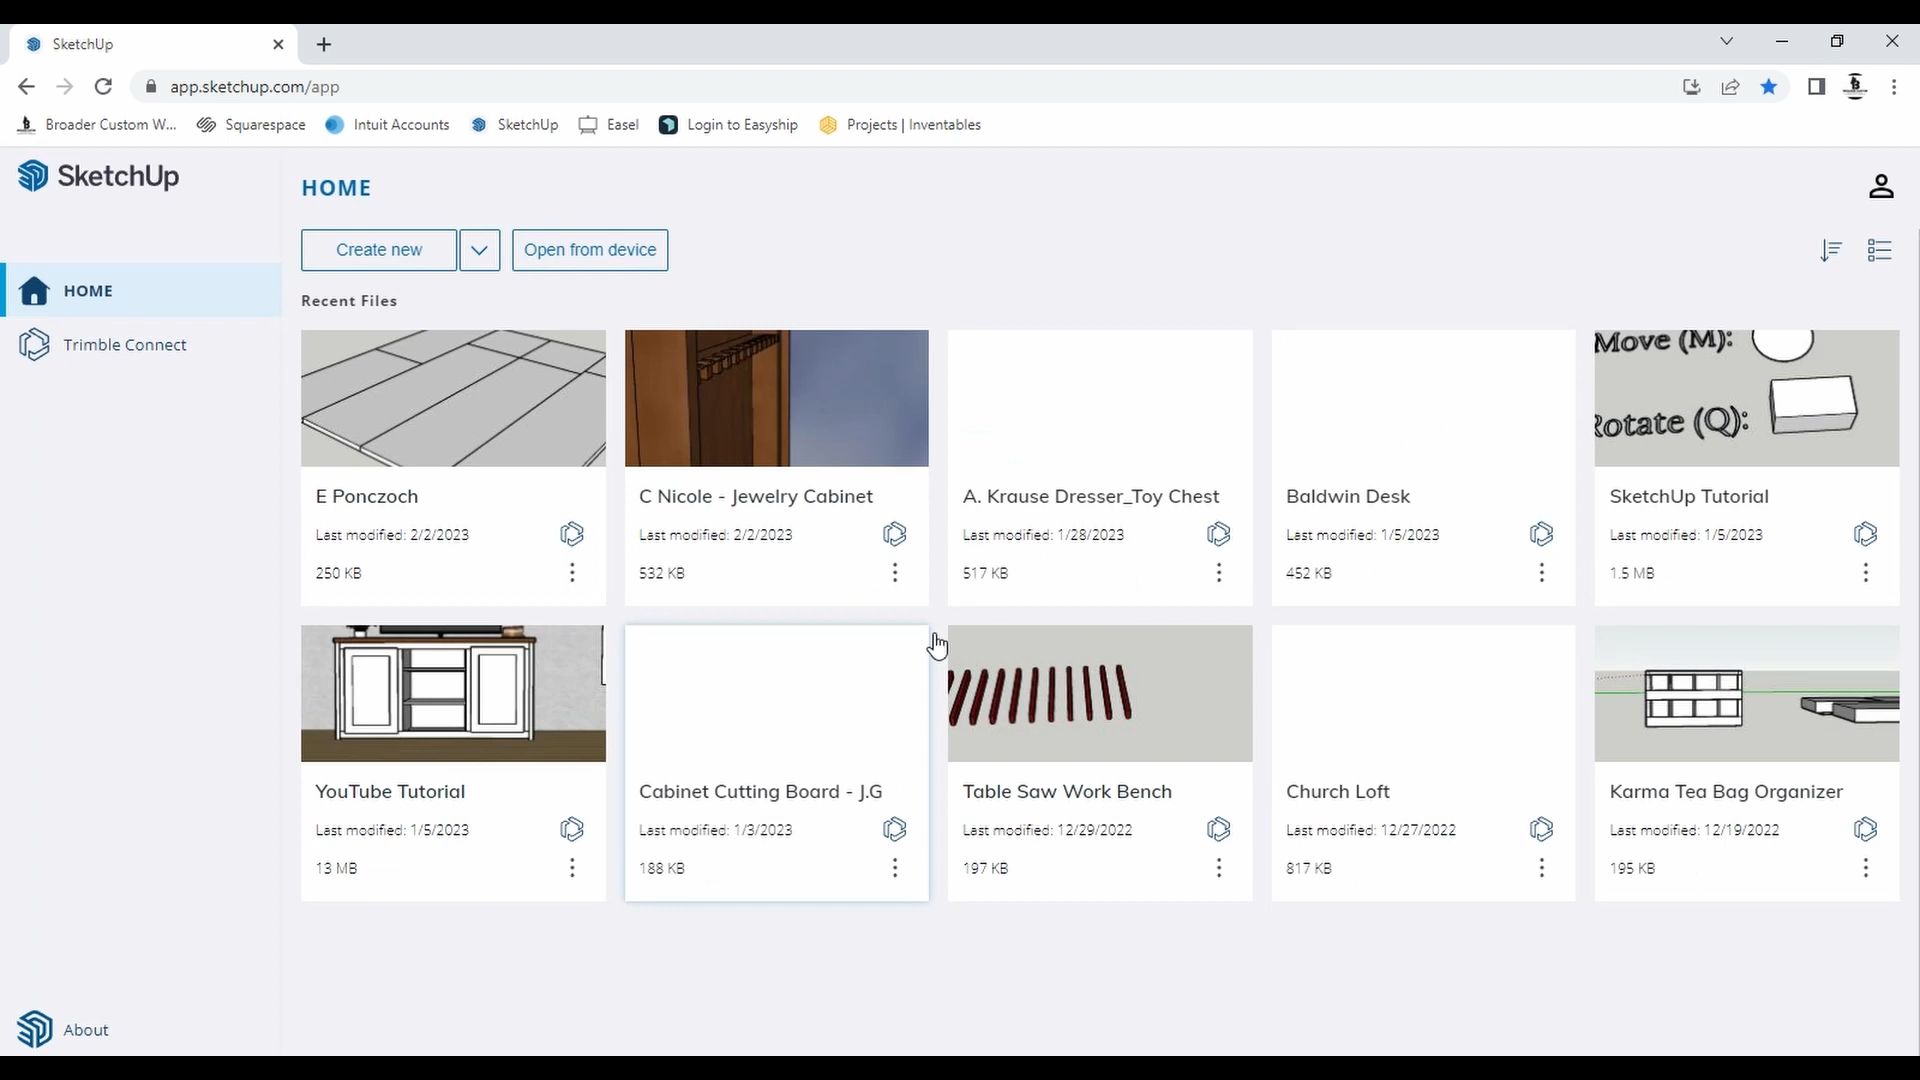 SketchUp
app.sketchup.com/app
Broader Custom W... Squarespace Intuit Accounts SketchUp Easel Login to Easyship Projects | Inventables
SketchUp
HOME
Create new Open from device
HOME
Trimble Connect
Recent Files
Move (M):
Rotate (Q):
E Ponczoch C Nicole - Jewelry Cabinet A. Krause Dresser_Toy Chest Baldwin Desk SketchUp Tutorial
Last modified: 2/2/2023 Last modified: 2/2/2023 Last modified: 1/28/2023 Last modified: 1/5/2023 Last modified: 1/5/2023
250 KB 532 KB 517 KB 452 KB 1.5 MB
YouTube Tutorial Cabinet Cutting Board - J.G Table Saw Work Bench Church Loft Karma Tea Bag Organizer
Last modified: 1/5/2023 Last modified: 1/3/2023 Last modified: 12/29/2022 Last modified: 12/27/2022 Last modified: 12/19/2022
13 MB 188 KB 197 KB 817 KB 195 KB
About